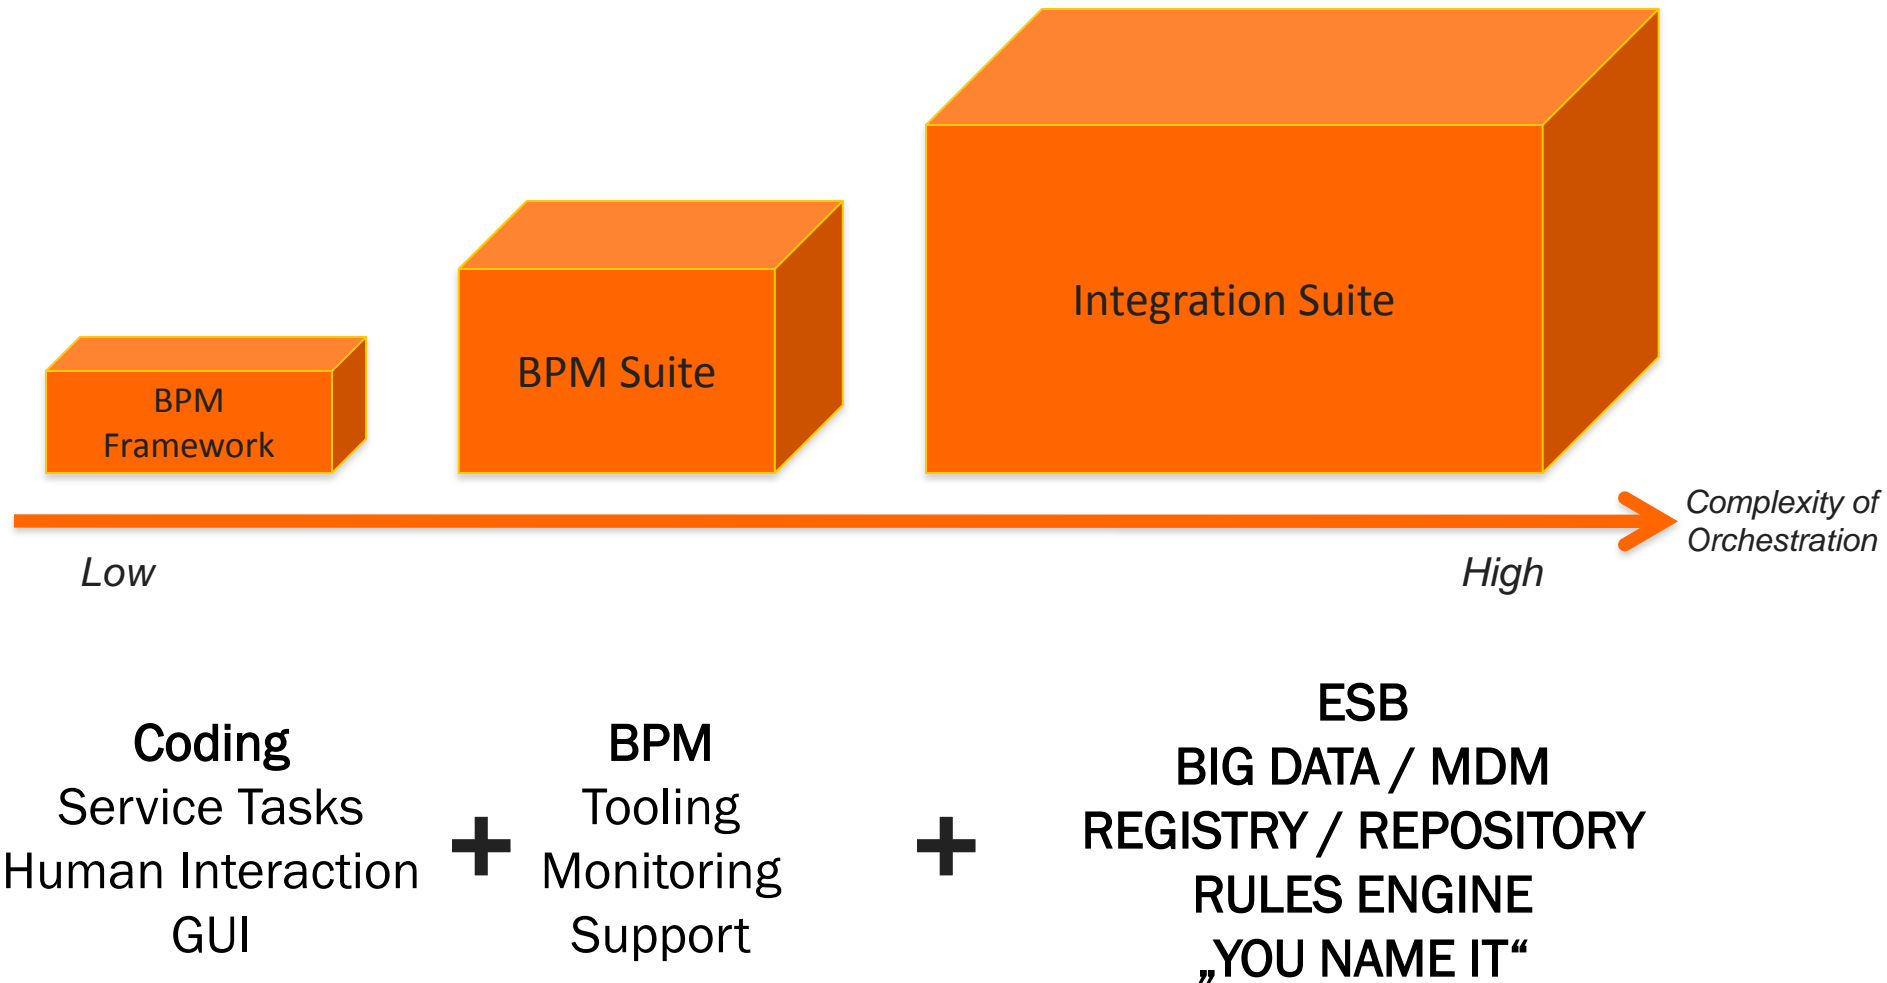 BPM
Framework
BPM Suite
Integration Suite
Complexity of
Orchestration
Low
High
Coding
Service Tasks
Human Interaction
GUI
+
BPM
Tooling
Monitoring
Support
+
ESB
BIG DATA / MDM
REGISTRY / REPOSITORY
RULES ENGINE
„YOU NAME IT“